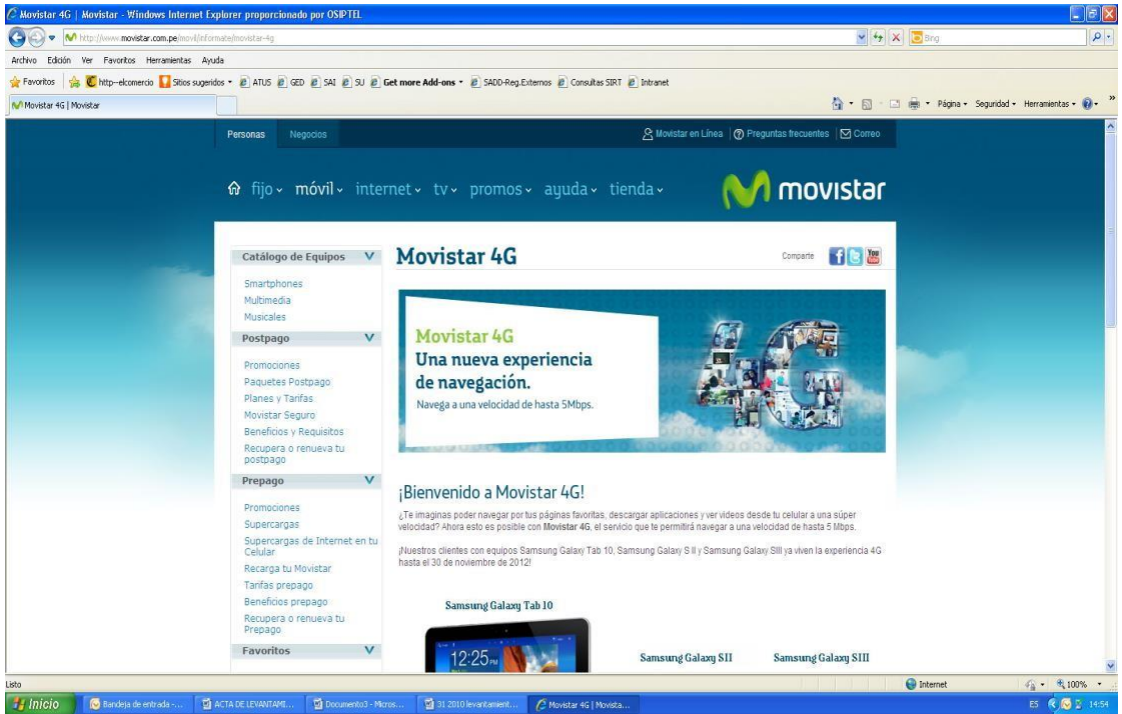 Movistar 4G | Movistar - Windows Internet Explorer proporcionado por OSIPTEL
http://www.movistar.com.pe/movil/informate/movistar-4g
Bing
Archivo Edición Ver Favoritos Herramientas Ayuda
Favoritos http--elcomercio Sitios sugeridos ATUS GED SAI SU Get more Add-ons SADD-Reg.Externos Consultas SIRT Intranet
Movistar 4G | Movistar
Página Seguridad Herramientas
Personas Negocios Movistar en Línea Preguntas frecuentes Correo
fijo móvil internet tv promos ayuda tienda movistar
Catálogo de Equipos
Smartphones
Multimedia
Musicales
Postpago
Promociones
Paquetes Postpago
Planes y Tarifas
Movistar Seguro
Beneficios y Requisitos
Recupera o renueva tu
postpago
Prepago
Promociones
Supercargas
Supercargas de Internet en tu
Celular
Recarga tu Movistar
Tarifas prepago
Beneficios prepago
Recupera o renueva tu
Prepago
Favoritos
Movistar 4G
Comparte
You
Movistar 4G
Una nueva experiencia
de navegación.
Navega a una velocidad de hasta 5Mbps.
4G
¡Bienvenido a Movistar 4G!
¿Te imaginas poder navegar por tus páginas favoritas, descargar aplicaciones y ver videos desde tu celular a una súper
velocidad? Ahora esto es posible con Movistar 4G, el servicio que te permitirá navegar a una velocidad de hasta 5 Mbps.
¡Nuestros clientes con equipos Samsung Galaxy Tab 10, Samsung Galaxy S II y Samsung Galaxy SIII ya viven la experiencia 4G
hasta el 30 de noviembre de 2012!
Samsung Galaxy Tab 10
12:25 PM
Samsung Galaxy SII Samsung Galaxy SIII
Listo Internet 100%
Inicio Bandeja de entrada -... ACTA DE LEVANTAMI... Documento3 - Micros... 31 2010 levantamient... Movistar 4G | Movista... ES 14:54